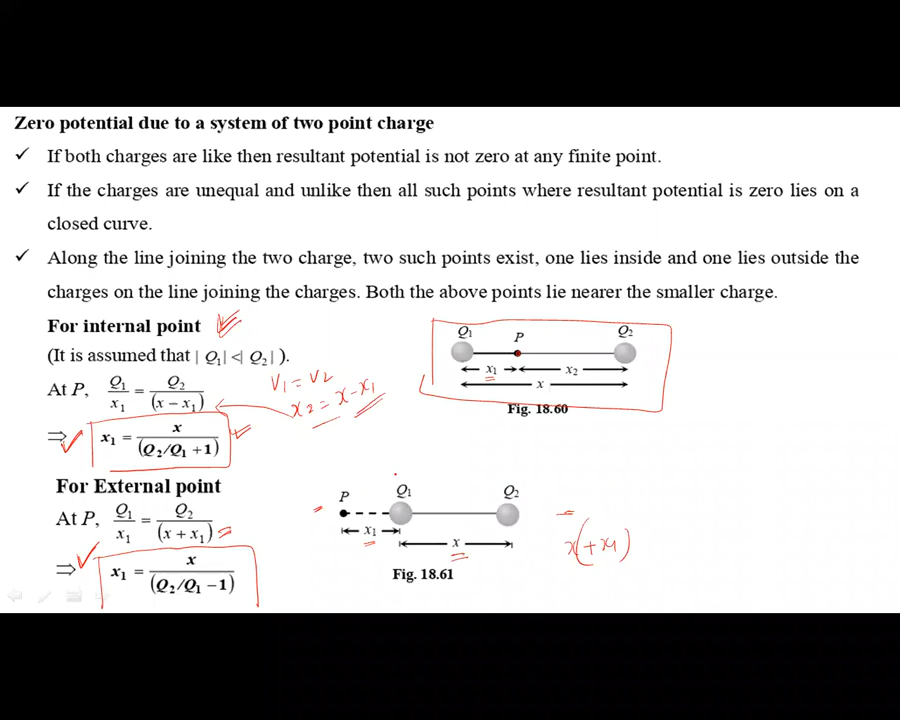 Zero potential due to a system of two point charge
✓ If both charges are like then resultant potential is not zero at any finite point.
✓ If the charges are unequal and unlike then all such points where resultant potential is zero lies on a
closed curve.
✓ Along the line joining the two charge, two such points exist, one lies inside and one lies outside the
charges on the line joining the charges. Both the above points lie nearer the smaller charge.
For internal point
(It is assumed that | Q₁| <| Q₂| ).
At P, Q₁/x₁ = Q₂/(x − x₁)
V₁ = V₂
x₂ = x − x₁
⇒ x₁ = x/(Q₂/Q₁ +1)
Q₁ P Q₂
x₁ x₂
x
Fig. 18.60
For External point
At P, Q₁/x₁ = Q₂/(x + x₁)
⇒ x₁ = x/(Q₂/Q₁ −1)
P Q₁ Q₂
x₁ x
Fig. 18.61
x(+x₁)